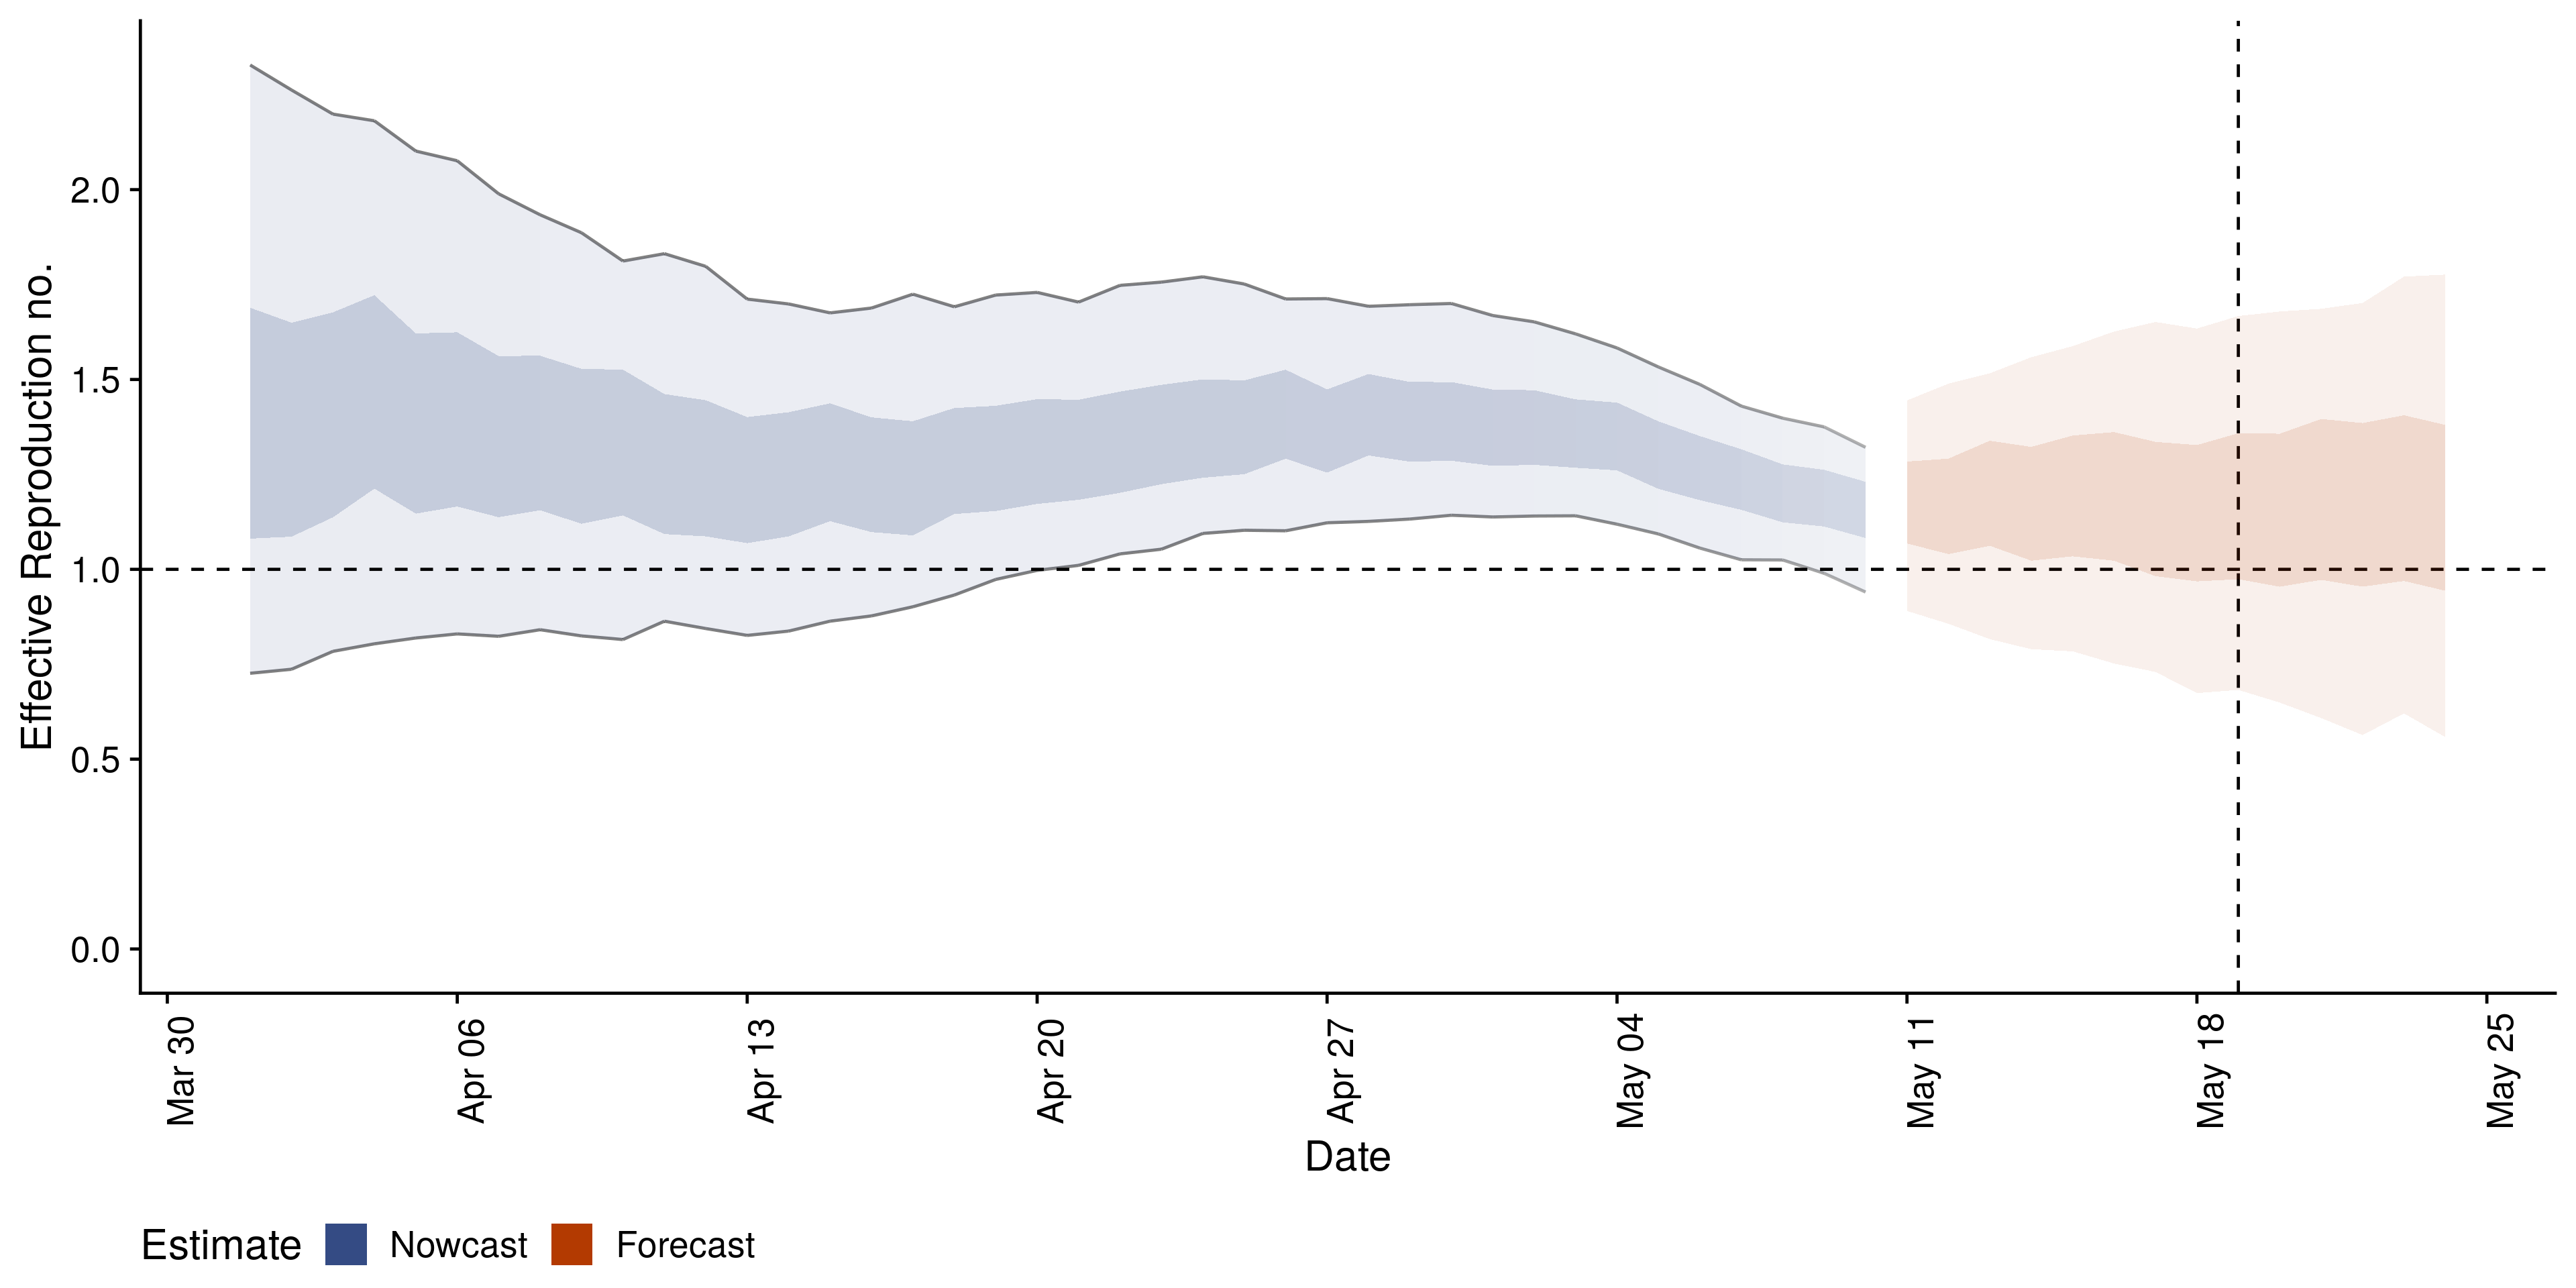 Effective Reproduction no.
2.0
1.5
1.0
0.5
0.0
Mar 30
Apr 06
Apr 13
Apr 20
Apr 27
May 04
May 11
May 18
May 25
Date
Estimate Nowcast Forecast